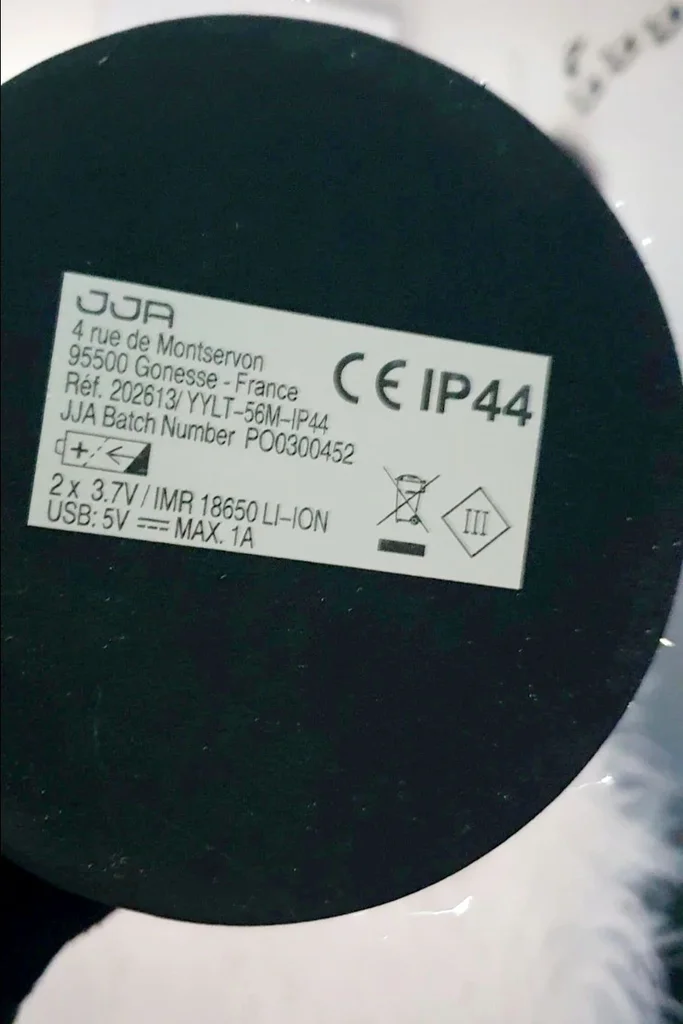 JJA
4 rue de Montservon
95500 Gonesse - France
Réf. 202613/ YYLT-56M-IP44
JJA Batch Number PO0300452
CE IP44
2 x 3.7V / IMR 18650 LI-ION
USB: 5V ⎓ MAX. 1A
III